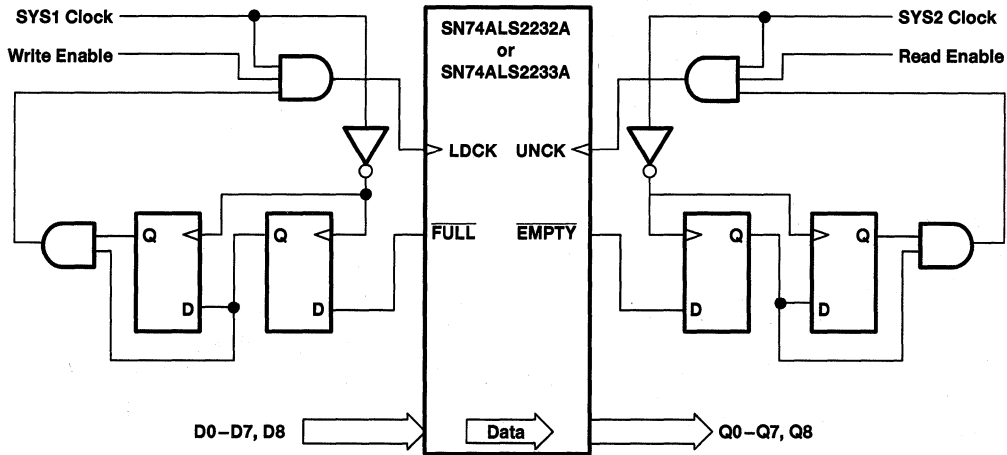 SYS1 Clock
Write Enable
SN74ALS2232A
or
SN74ALS2233A
SYS2 Clock
Read Enable
LDCK
UNCK
FULL
EMPTY
Q
D
Q
D
Q
D
Q
D
D0–D7, D8
Data
Q0–Q7, Q8